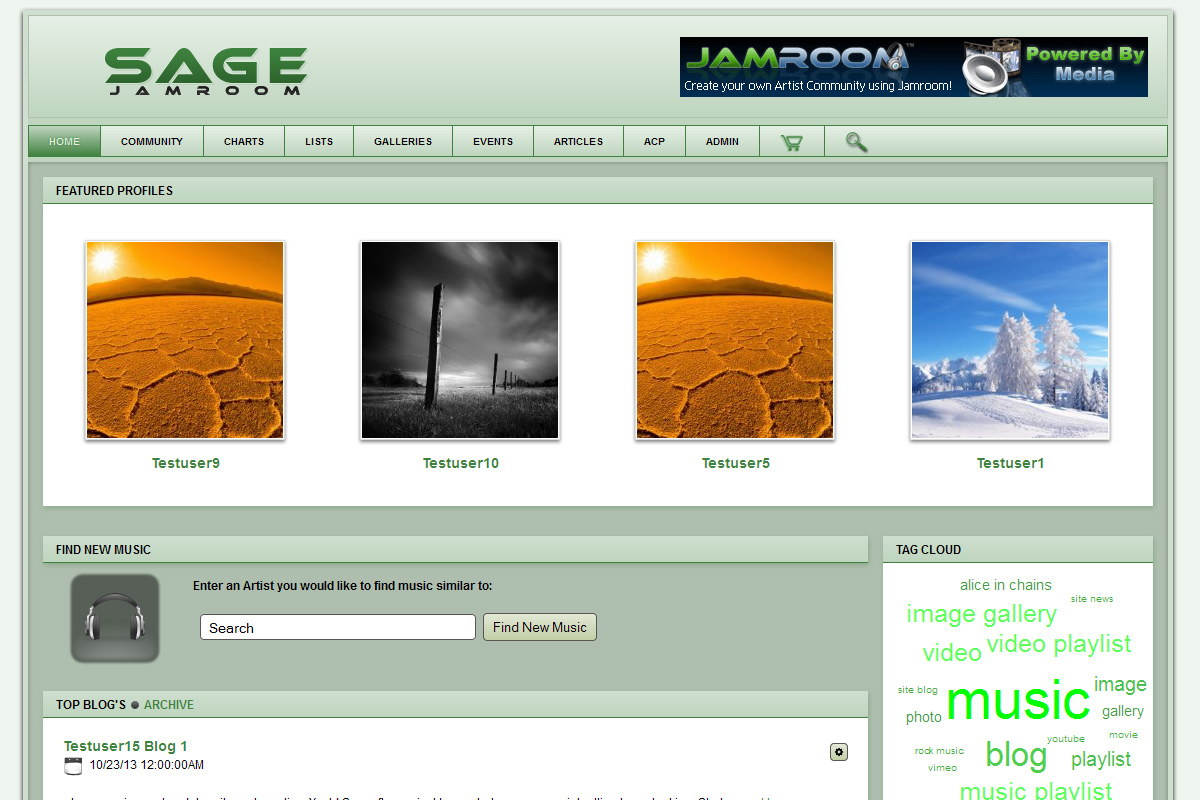 SAGE
JAMROOM
JAMROOM™
Create your own Artist Community using Jamroom!
Powered By
Media
HOME COMMUNITY CHARTS LISTS GALLERIES EVENTS ARTICLES ACP ADMIN
FEATURED PROFILES
Testuser9 Testuser10 Testuser5 Testuser1
FIND NEW MUSIC
Enter an Artist you would like to find music similar to:
Search Find New Music
TOP BLOG'S ● ARCHIVE
Testuser15 Blog 1
10/23/13 12:00:00AM
TAG CLOUD
alice in chains
site news
image gallery
video video playlist
site blog music image
photo gallery
youtube movie
rock music blog playlist
vimeo
music playlist